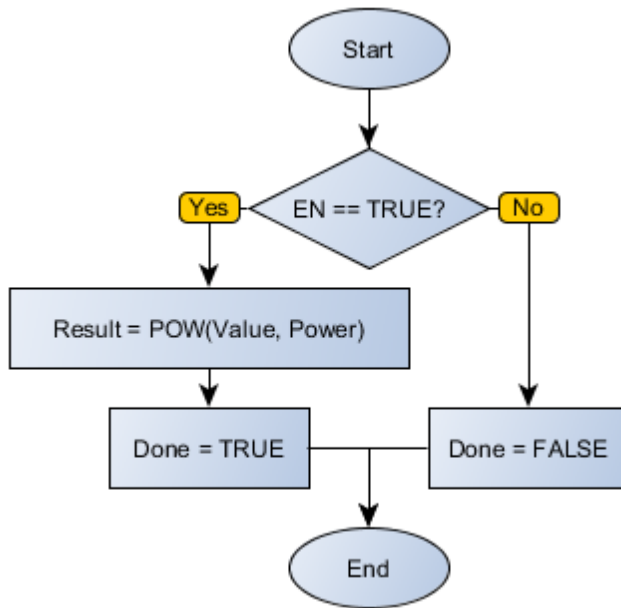 Start
EN == TRUE?
Yes
No
Result = POW(Value, Power)
Done = TRUE
Done = FALSE
End